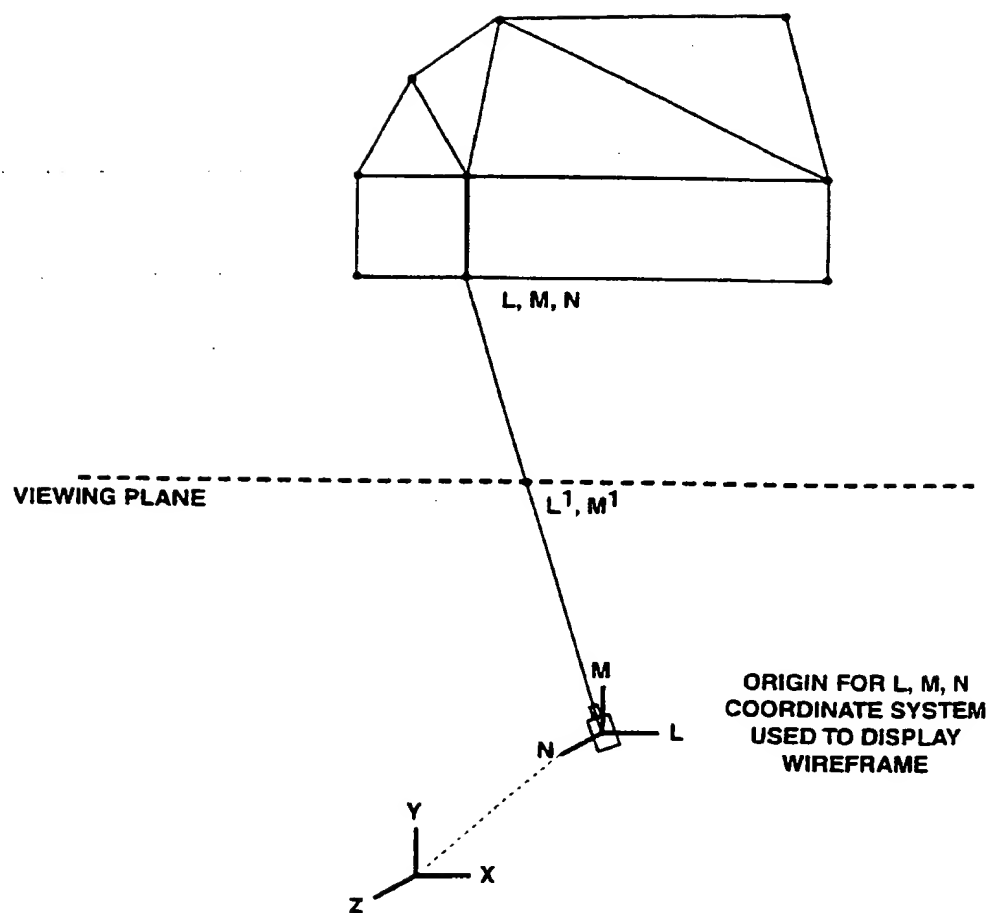 L, M, N
VIEWING PLANE
L¹, M¹
M
L
N
ORIGIN FOR L, M, N
COORDINATE SYSTEM
USED TO DISPLAY
WIREFRAME
Y
X
Z